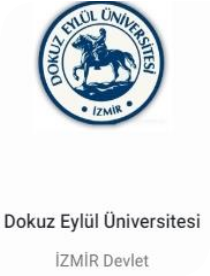 DOKUZ EYLÜL ÜNİVERSİTESİ
• İZMİR •
Dokuz Eylül Üniversitesi
İZMİR Devlet